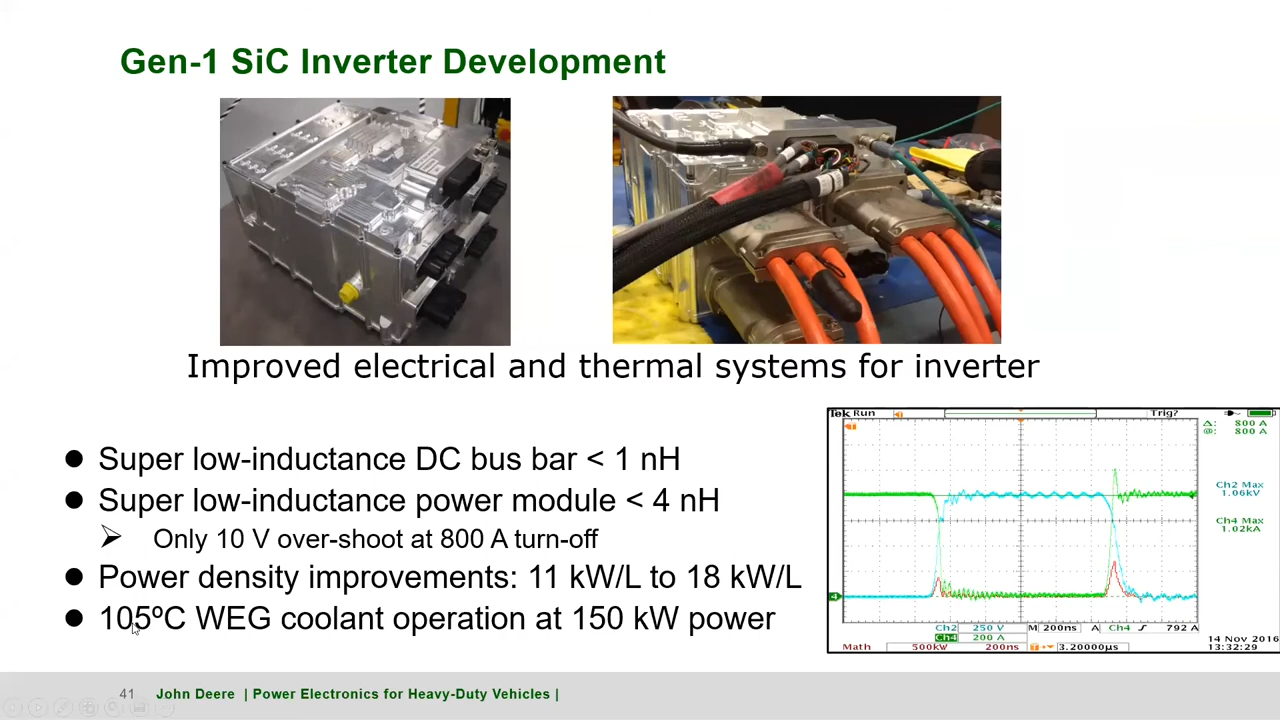 Gen-1 SiC Inverter Development
Improved electrical and thermal systems for inverter
● Super low-inductance DC bus bar < 1 nH
● Super low-inductance power module < 4 nH
➢ Only 10 V over-shoot at 800 A turn-off
● Power density improvements: 11 kW/L to 18 kW/L
● 105ºC WEG coolant operation at 150 kW power
Tek Run
Trig?
Δ: 800 A
@: 800 A
Ch2 Max
1.06kV
Ch4 Max
1.02kA
4
Ch2 250 V M 200ns A Ch4 792 A
Ch4 200 A
Math 500kW 200ns 3.20000µs
14 Nov 2016
13:32:29
41 John Deere | Power Electronics for Heavy-Duty Vehicles |